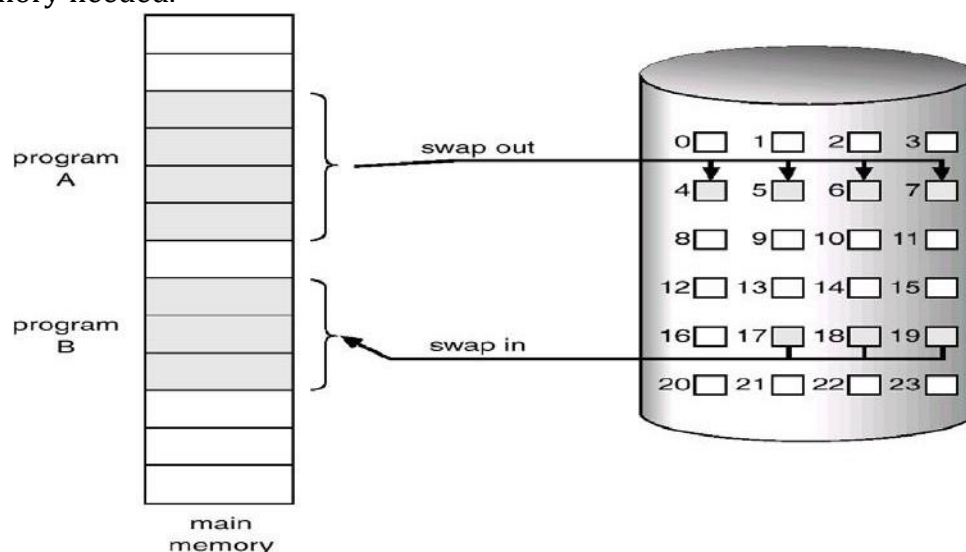 needed.
program
A
swap out
0 1 2 3
4 5 6 7
8 9 10 11
12 13 14 15
program
B
swap in
16 17 18 19
20 21 22 23
main
memory